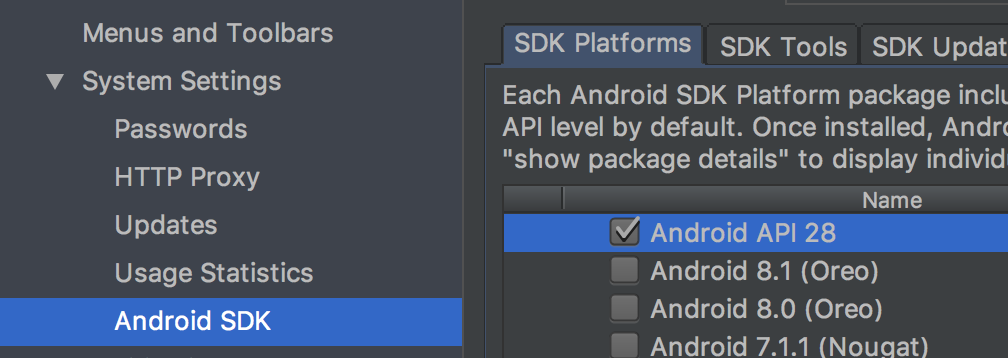 Menus and Toolbars
System Settings
Passwords
HTTP Proxy
Updates
Usage Statistics
Android SDK
SDK Platforms
SDK Tools
SDK Updat
Each Android SDK Platform package inclu
API level by default. Once installed, Andro
"show package details" to display individu
Name
Android API 28
Android 8.1 (Oreo)
Android 8.0 (Oreo)
Android 7.1.1 (Nougat)